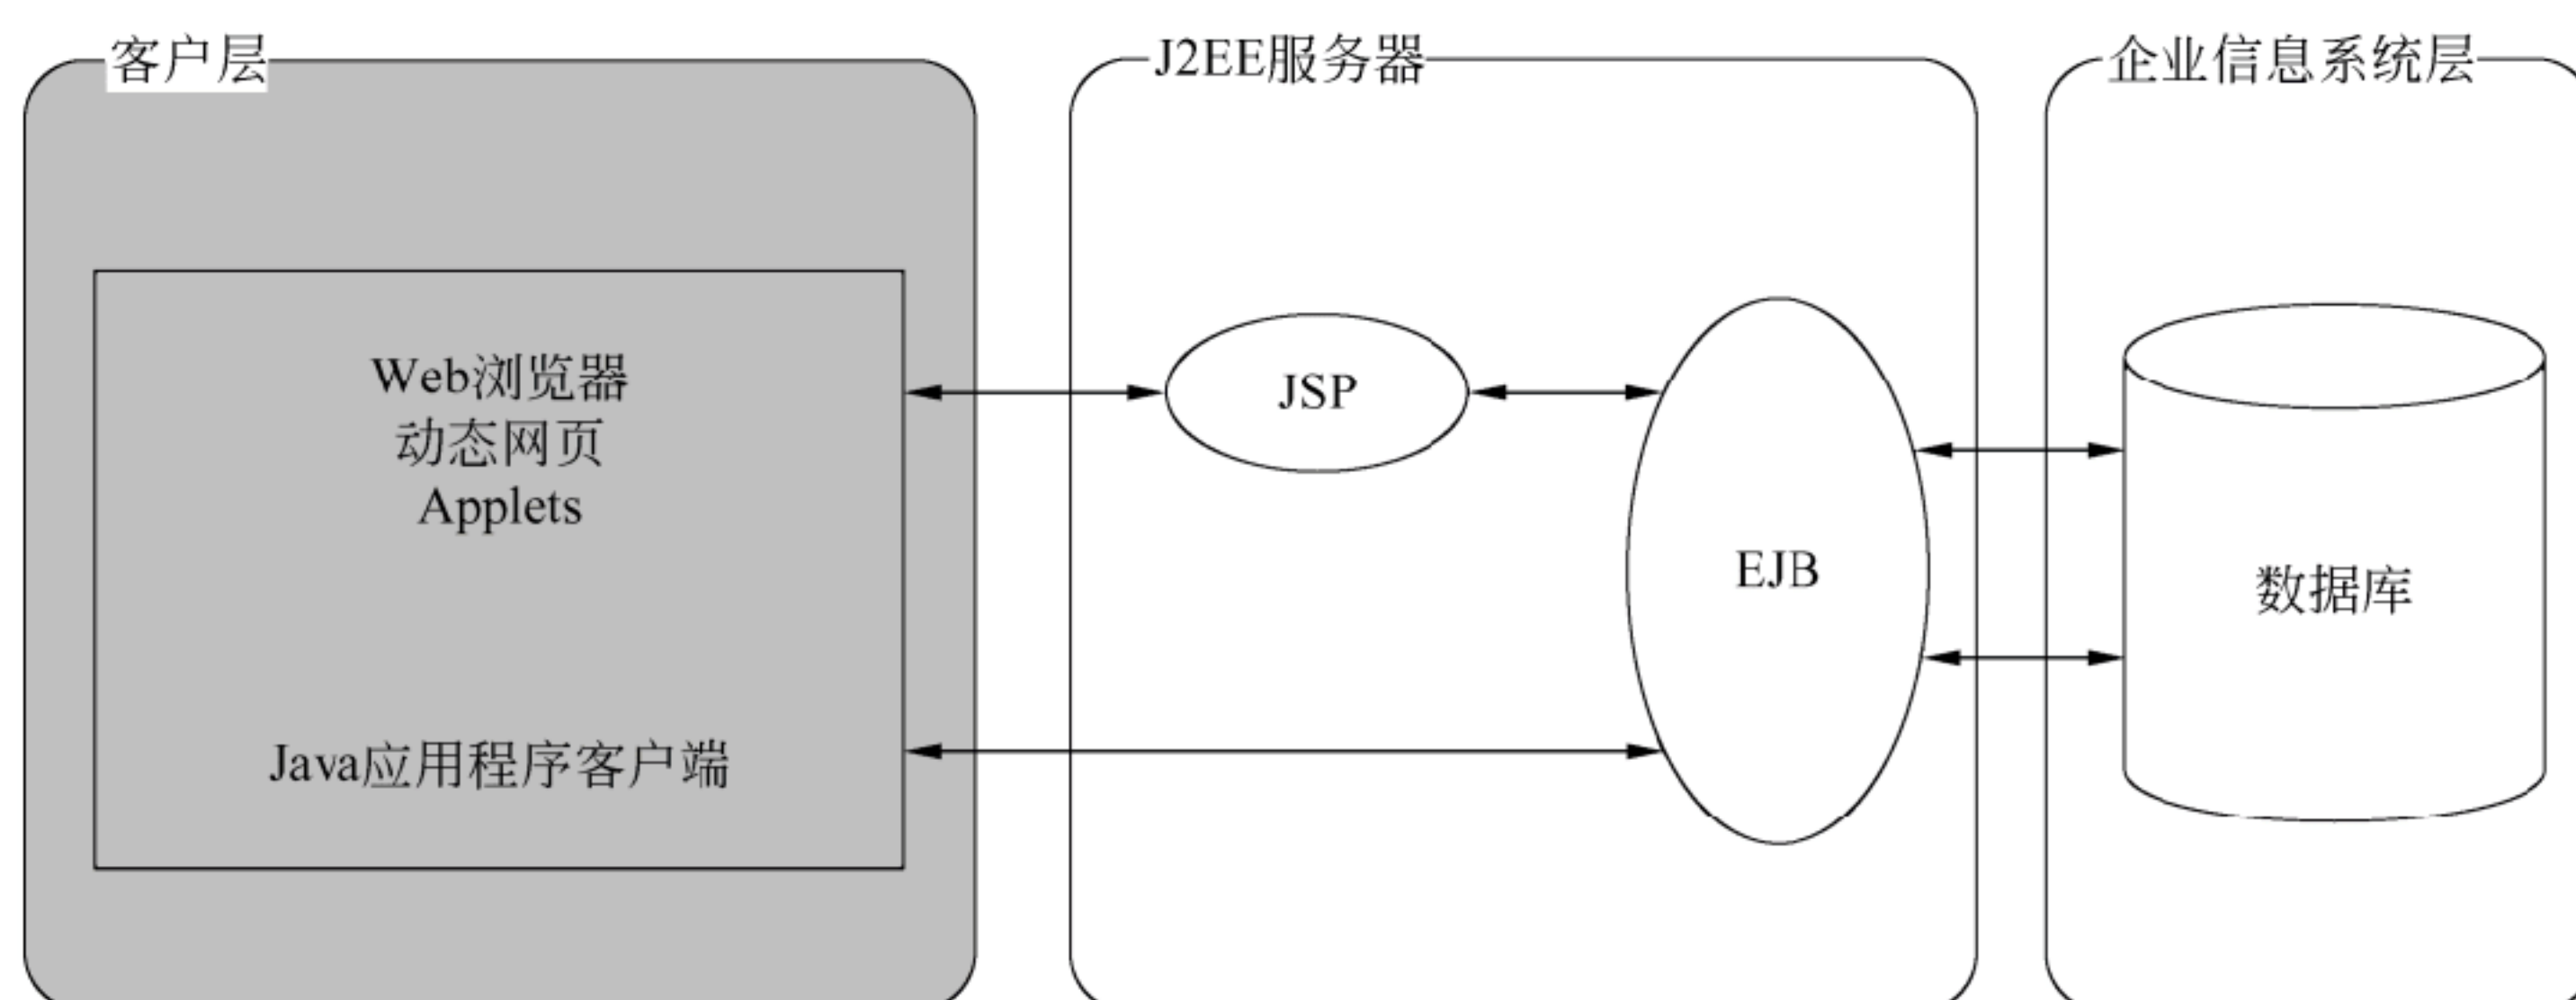 客户层
Web浏览器
动态网页
Applets
Java应用程序客户端
J2EE服务器
JSP
EJB
企业信息系统层
数据库